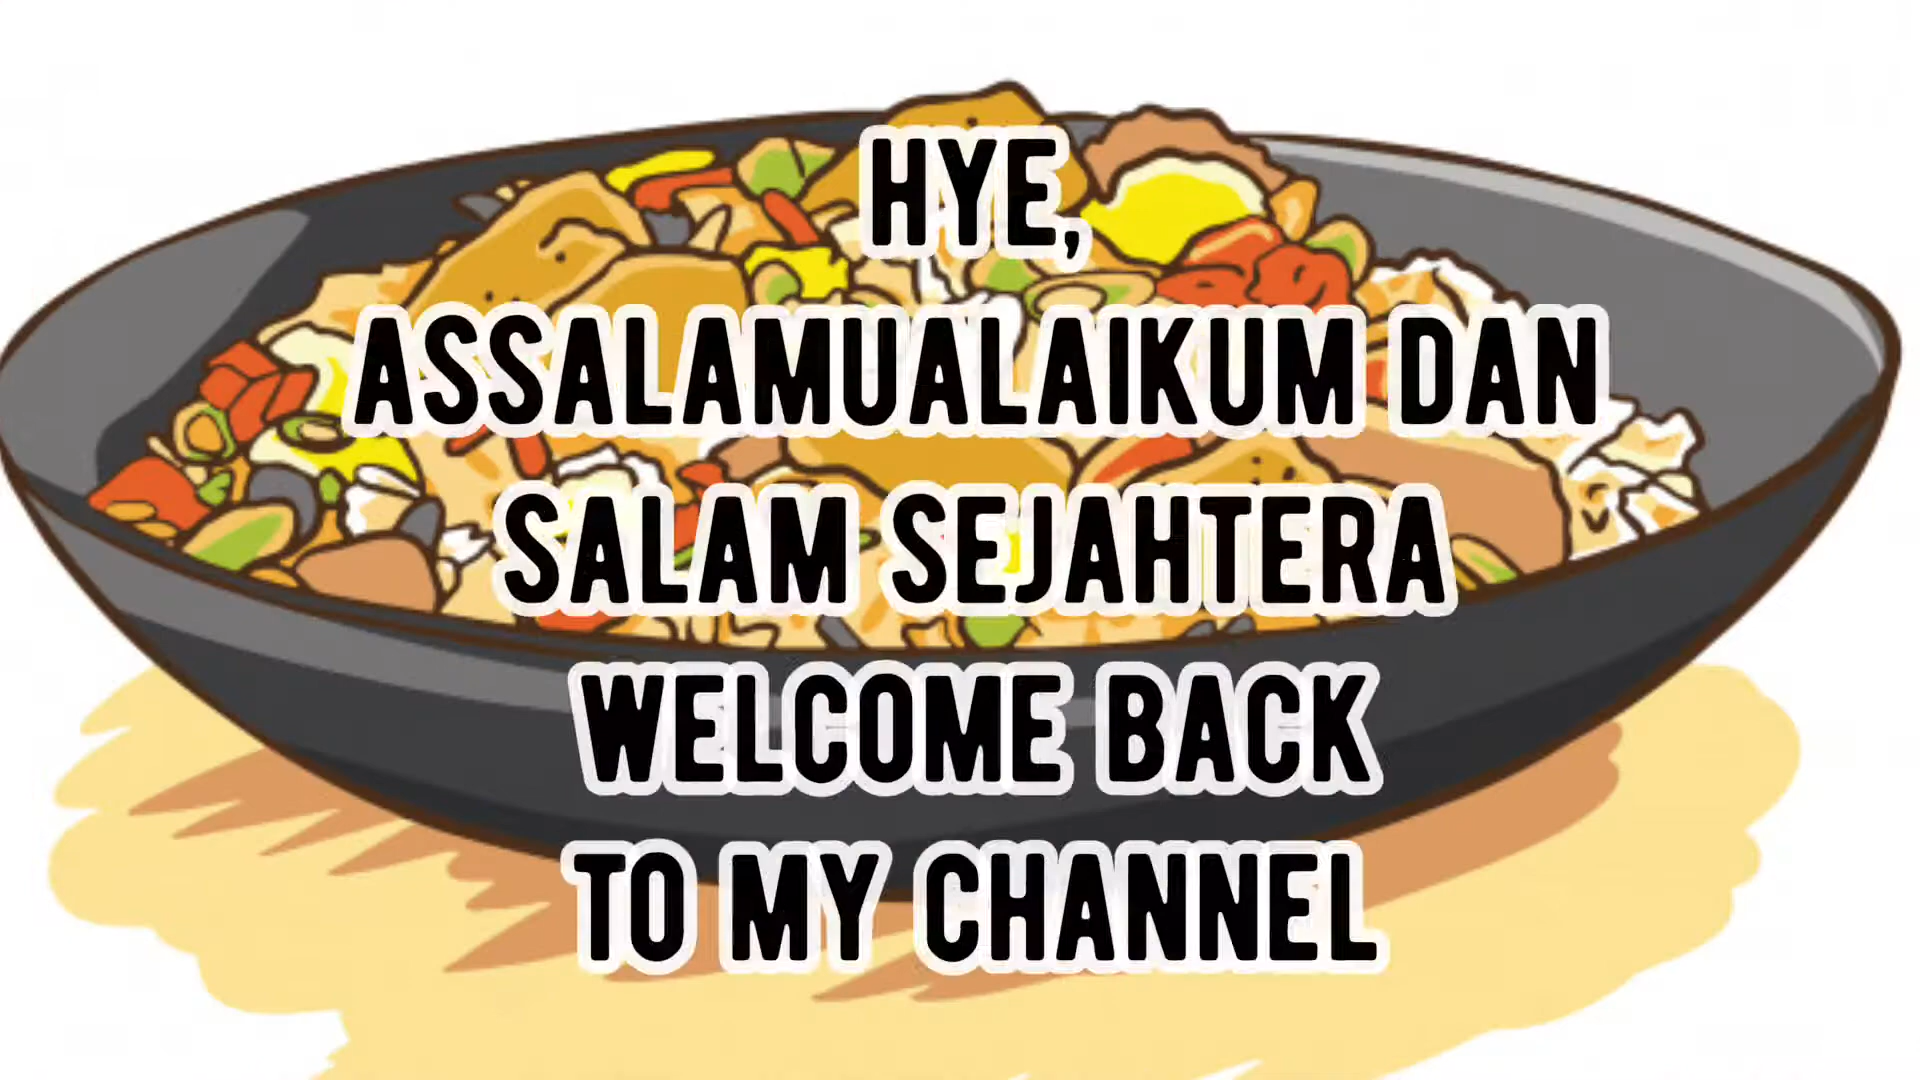 HYE,
ASSALAMUALAIKUM DAN
SALAM SEJAHTERA
WELCOME BACK
TO MY CHANNEL